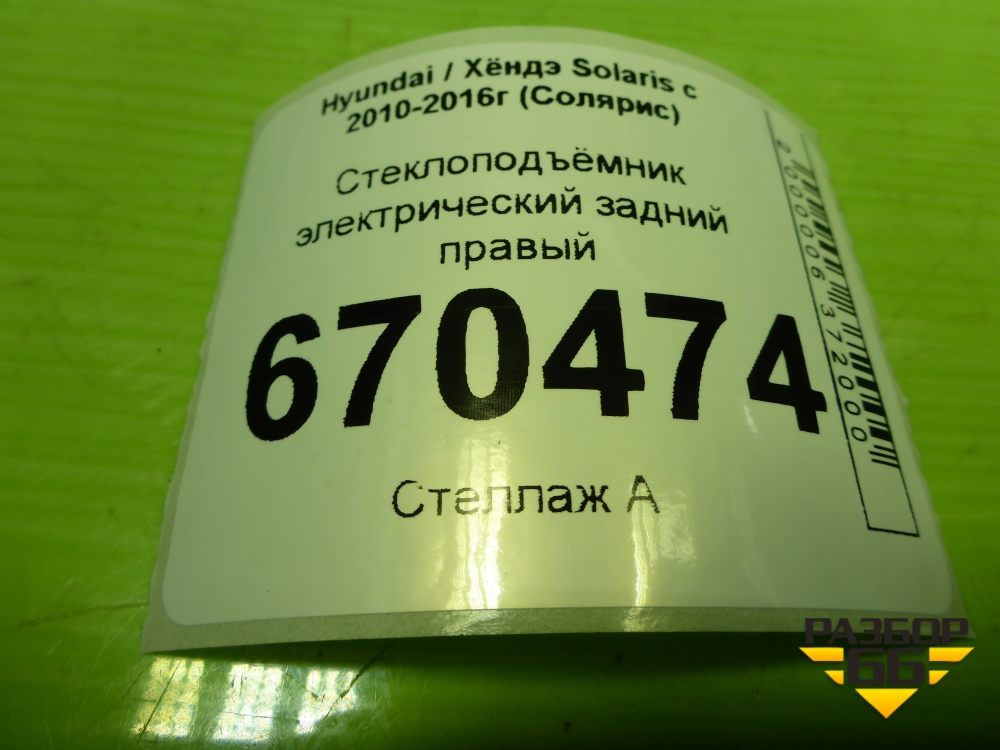 Hyundai / Хёндэ Solaris с
2010-2016г (Солярис)
Стеклоподъёмник
электрический задний
правый
670474
Стеллаж А
2000006372000
РАЗБОР
66